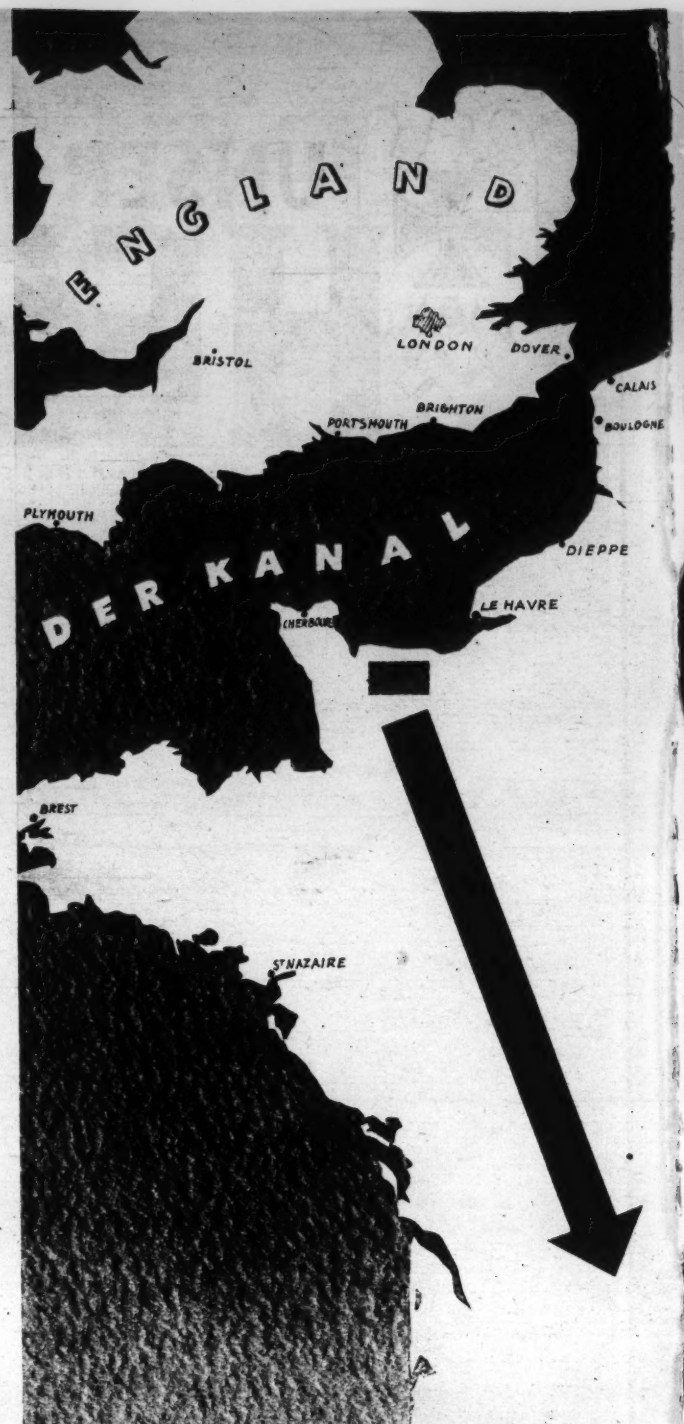 ENGLAND
BRISTOL
LONDON
DOVER
CALAIS
BRIGHTON
BOULOGNE
PORTSMOUTH
PLYMOUTH
DER KANAL
DIEPPE
LE HAVRE
CHERBOURG
BREST
ST NAZAIRE